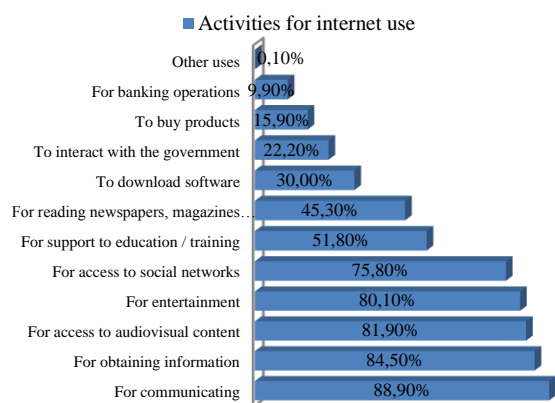 Activities for internet use
Other uses 0,10%
For banking operations 9,90%
To buy products 15,90%
To interact with the government 22,20%
To download software 30,00%
For reading newspapers, magazines… 45,30%
For support to education / training 51,80%
For access to social networks 75,80%
For entertainment 80,10%
For access to audiovisual content 81,90%
For obtaining information 84,50%
For communicating 88,90%